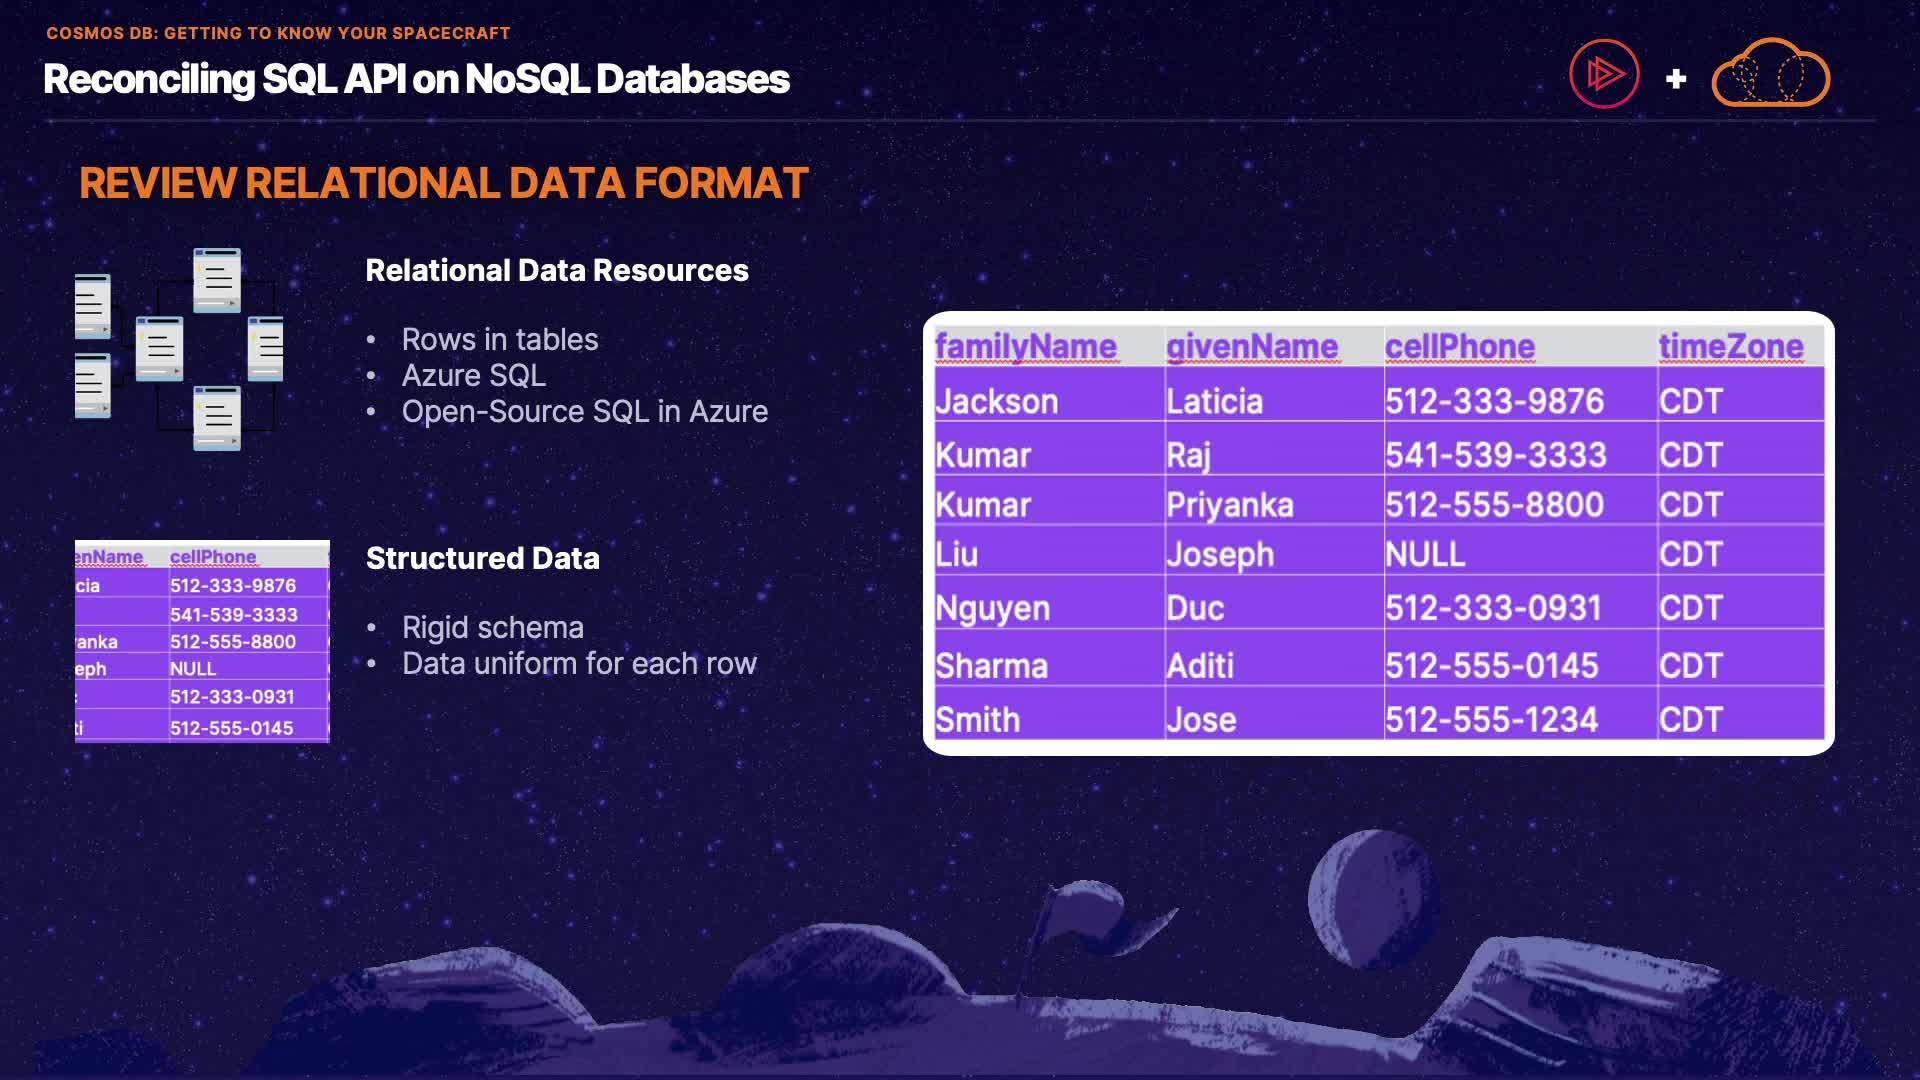 COSMOS DB: GETTING TO KNOW YOUR SPACECRAFT
Reconciling SQL API on NoSQL Databases
+
REVIEW RELATIONAL DATA FORMAT
Relational Data Resources
• Rows in tables
• Azure SQL
• Open-Source SQL in Azure
enName cellPhone
cia 512-333-9876
541-539-3333
anka 512-555-8800
eph NULL
512-333-0931
ti 512-555-0145
Structured Data
• Rigid schema
• Data uniform for each row
familyName givenName cellPhone timeZone
Jackson Laticia 512-333-9876 CDT
Kumar Raj 541-539-3333 CDT
Kumar Priyanka 512-555-8800 CDT
Liu Joseph NULL CDT
Nguyen Duc 512-333-0931 CDT
Sharma Aditi 512-555-0145 CDT
Smith Jose 512-555-1234 CDT